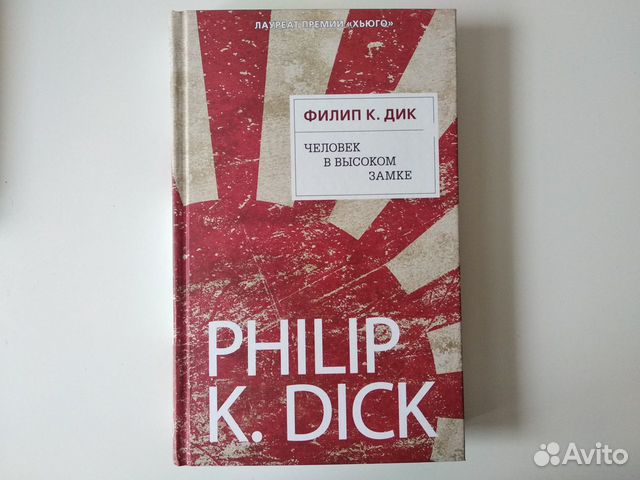 ЛАУРЕАТ ПРЕМИИ «ХЬЮГО»
ФИЛИП К. ДИК
ЧЕЛОВЕК
В ВЫСОКОМ
ЗАМКЕ
PHILIP
K. DICK
Avito